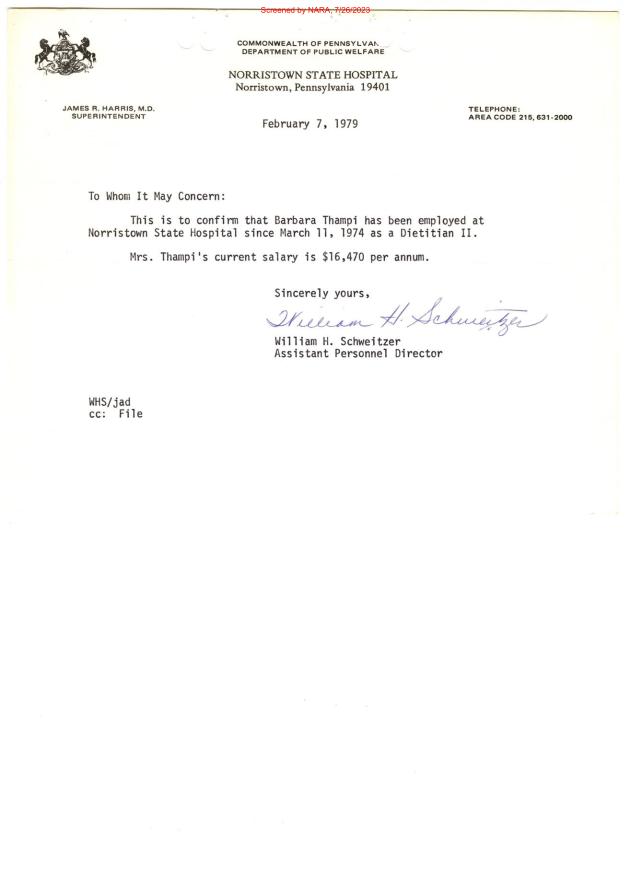 Screened by NARA, 7/26/2023
COMMONWEALTH OF PENNSYLVAN
DEPARTMENT OF PUBLIC WELFARE
NORRISTOWN STATE HOSPITAL
Norristown, Pennsylvania 19401
JAMES R. HARRIS, M.D.
SUPERINTENDENT
TELEPHONE:
AREA CODE 215, 631-2000
February 7, 1979
To Whom It May Concern:
This is to confirm that Barbara Thampi has been employed at
Norristown State Hospital since March 11, 1974 as a Dietitian II.
Mrs. Thampi's current salary is $16,470 per annum.
Sincerely yours,
William H. Schweitzer
William H. Schweitzer
Assistant Personnel Director
WHS/jad
cc: File